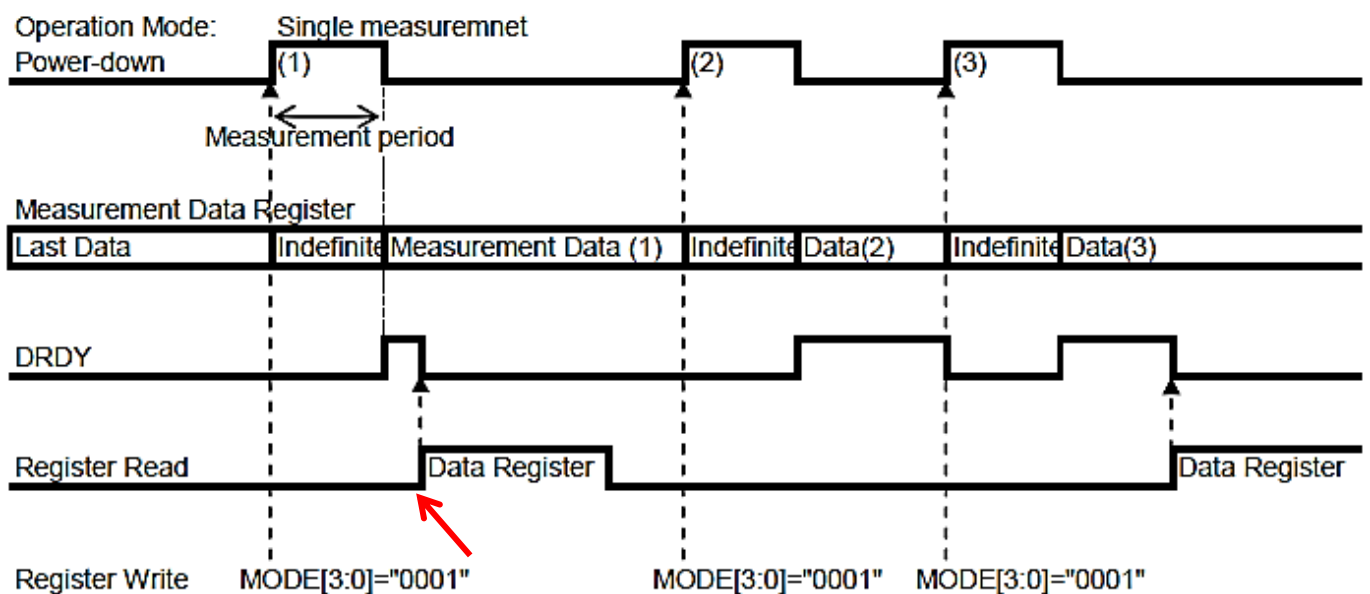 Operation Mode: Single measuremnet
Power-down (1) (2) (3)
Measurement period
Measurement Data Register
Last Data Indefinite Measurement Data (1) Indefinite Data(2) Indefinite Data(3)
DRDY
Register Read Data Register Data Register
Register Write MODE[3:0]="0001" MODE[3:0]="0001" MODE[3:0]="0001"